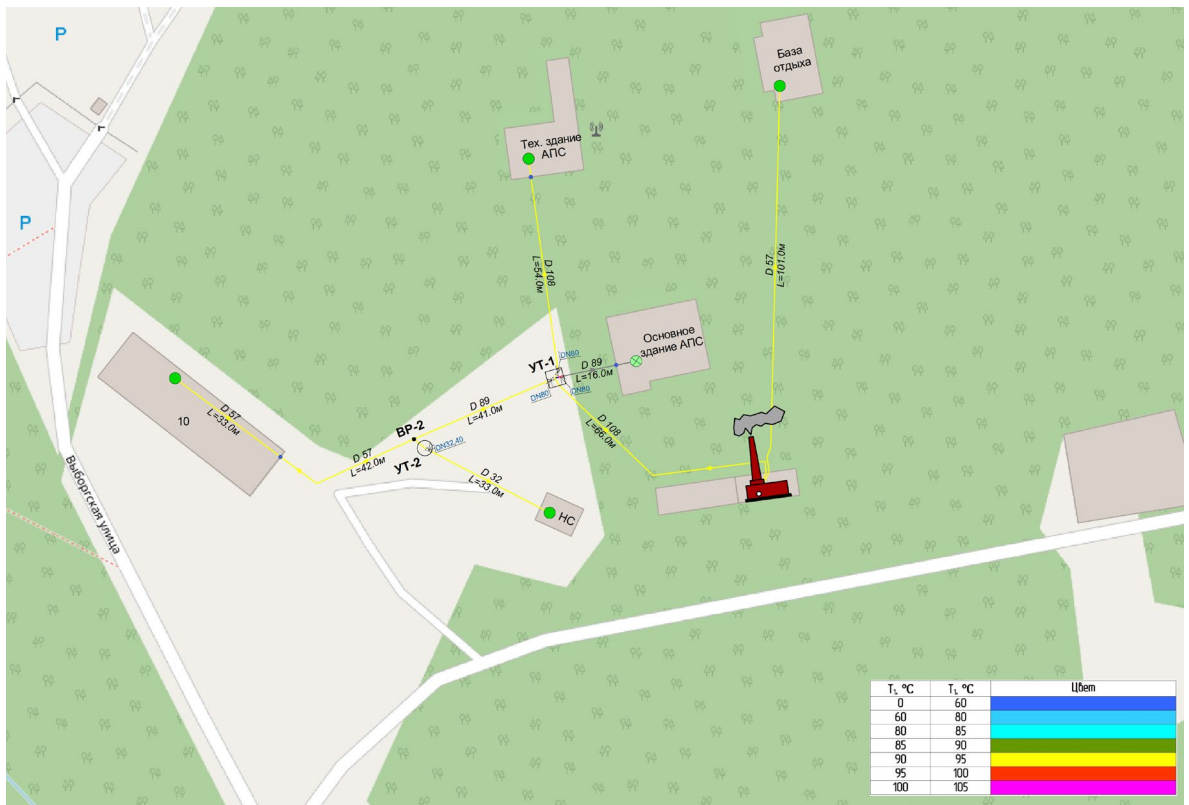 P
База
отдыха
Тех. здание
АПС
P
D 57
L=101.0м
D 108
L=54.0м
Основное
здание АПС
УТ-1
DN80
D 89
L=16.0м
DN80
DN80
D 89
L=41.0м
D 57
L=33.0м
10
D 108
L=66.0м
ВР-2
DN32,40
УТ-2
D 57
L=42.0м
D 32
L=33.0м
НС
Выборгская улица
T₁, °C T₁, °C Цвет
0 60
60 80
80 85
85 90
90 95
95 100
100 105